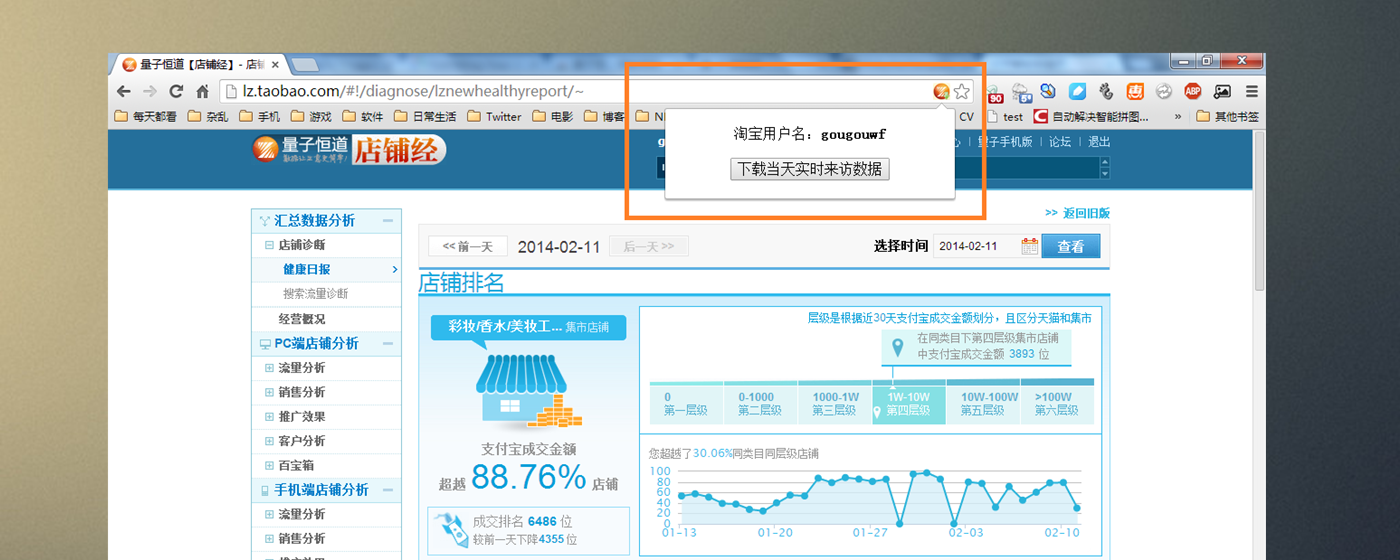 量子恒道【店铺经】- 店铺
lz.taobao.com/#!/diagnose/lznewhealthyreport/~
90
ABP
每天都看 杂乱 手机 游戏 软件 日常生活 Twitter 电影 博客 CV test 自动解决智能拼图... » 其他书签
淘宝用户名：gougouwf
下载当天实时来访数据
量子恒道 店铺经
量子手机版 | 论坛 | 退出
>> 返回旧版
汇总数据分析
店铺诊断
健康日报
搜索流量诊断
经营概况
PC端店铺分析
流量分析
销售分析
推广效果
客户分析
百宝箱
手机端店铺分析
流量分析
销售分析
<< 前一天 2014-02-11 后一天 >> 选择时间 2014-02-11 查看
店铺排名
彩妆/香水/美妆工... 集市店铺
支付宝成交金额
超越 88.76% 店铺
成交排名 6486 位
较前一天下降4355 位
层级是根据近30天支付宝成交金额划分，且区分天猫和集市
在同类目下第四层级集市店铺
中支付宝成交金额 3893 位
0 0-1000 1000-1W 1W-10W 10W-100W >100W
第一层级 第二层级 第三层级 第四层级 第五层级 第六层级
您超越了30.06%同类目同层级店铺
100
80
60
40
20
0
01-13 01-20 01-27 02-03 02-10